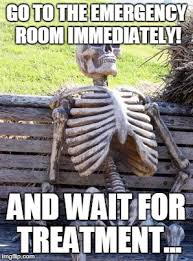 GO TO THE EMERGENCY
ROOM IMMEDIATELY!
AND WAIT FOR
TREATMENT...
imgflip.com